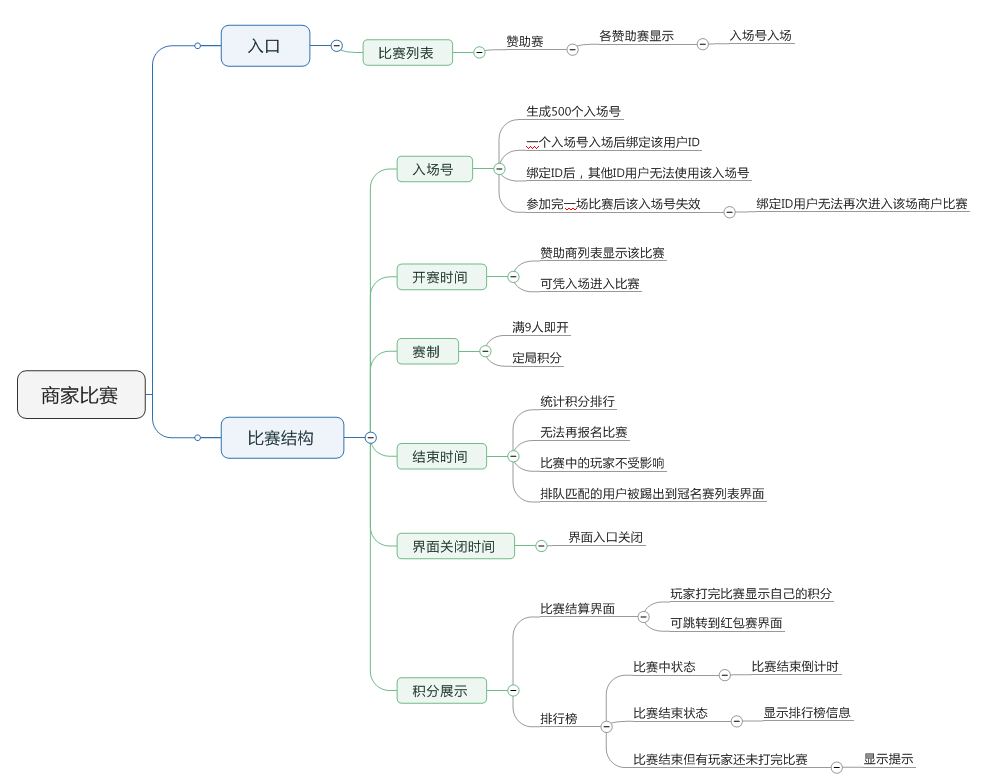 商家比赛
入口
比赛列表
赞助赛
各赞助赛显示
入场号入场
比赛结构
入场号
生成500个入场号
一个入场号入场后绑定该用户ID
绑定ID后，其他ID用户无法使用该入场号
参加完一场比赛后该入场号失效
绑定ID用户无法再次进入该场商户比赛
开赛时间
赞助商列表显示该比赛
可凭入场进入比赛
赛制
满9人即开
定局积分
结束时间
统计积分排行
无法再报名比赛
比赛中的玩家不受影响
排队匹配的用户被踢出到冠名赛列表界面
界面关闭时间
界面入口关闭
积分展示
比赛结算界面
玩家打完比赛显示自己的积分
可跳转到红包赛界面
排行榜
比赛中状态
比赛结束倒计时
比赛结束状态
显示排行榜信息
比赛结束但有玩家还未打完比赛
显示提示